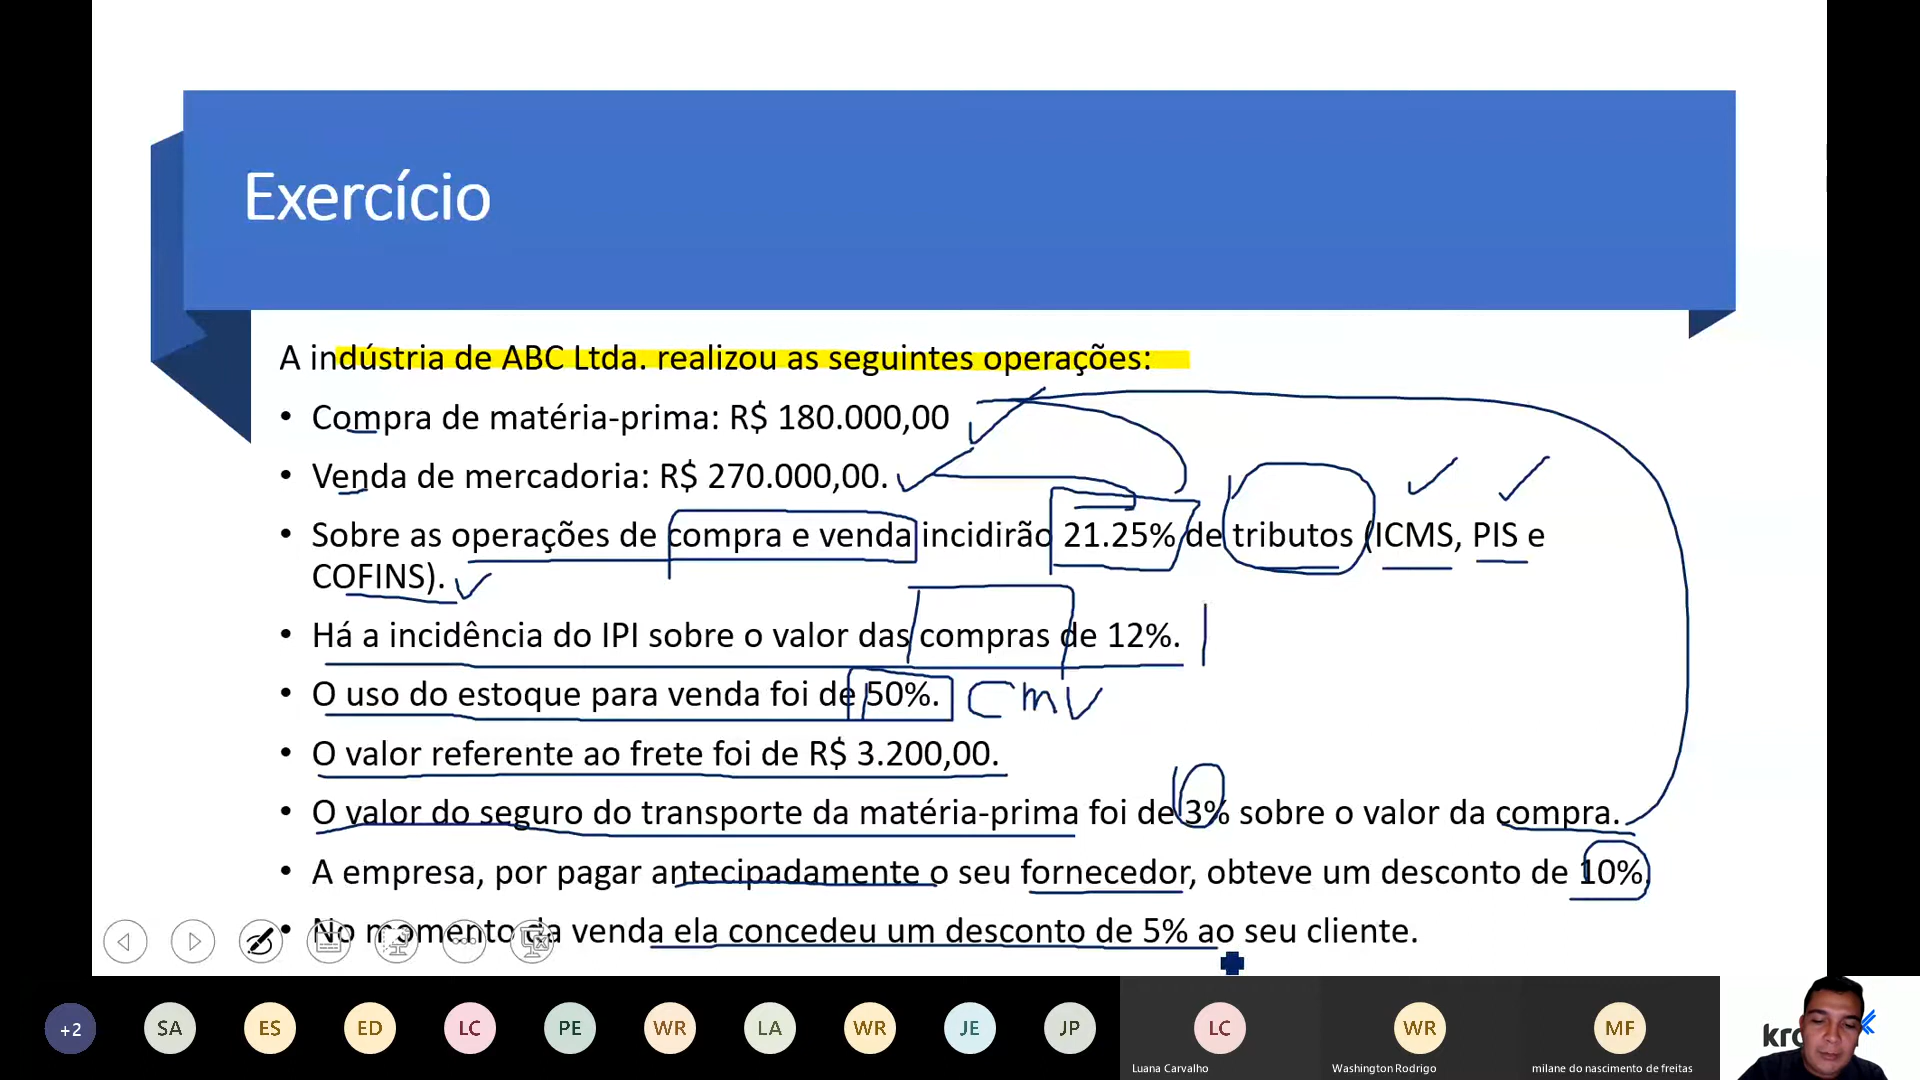 Exercício
A indústria de ABC Ltda. realizou as seguintes operações:
• Compra de matéria-prima: R$ 180.000,00
• Venda de mercadoria: R$ 270.000,00.
• Sobre as operações de compra e venda incidirão 21.25% de tributos (ICMS, PIS e
COFINS).
• Há a incidência do IPI sobre o valor das compras de 12%.
• O uso do estoque para venda foi de 50%. CMV
• O valor referente ao frete foi de R$ 3.200,00.
• O valor do seguro do transporte da matéria-prima foi de 3% sobre o valor da compra.
• A empresa, por pagar antecipadamente o seu fornecedor, obteve um desconto de 10%.
• No momento da venda ela concedeu um desconto de 5% ao seu cliente.
+2 SA ES ED LC PE WR LA WR JE JP LC WR MF
Luana Carvalho Washington Rodrigo milane do nascimento de freitas